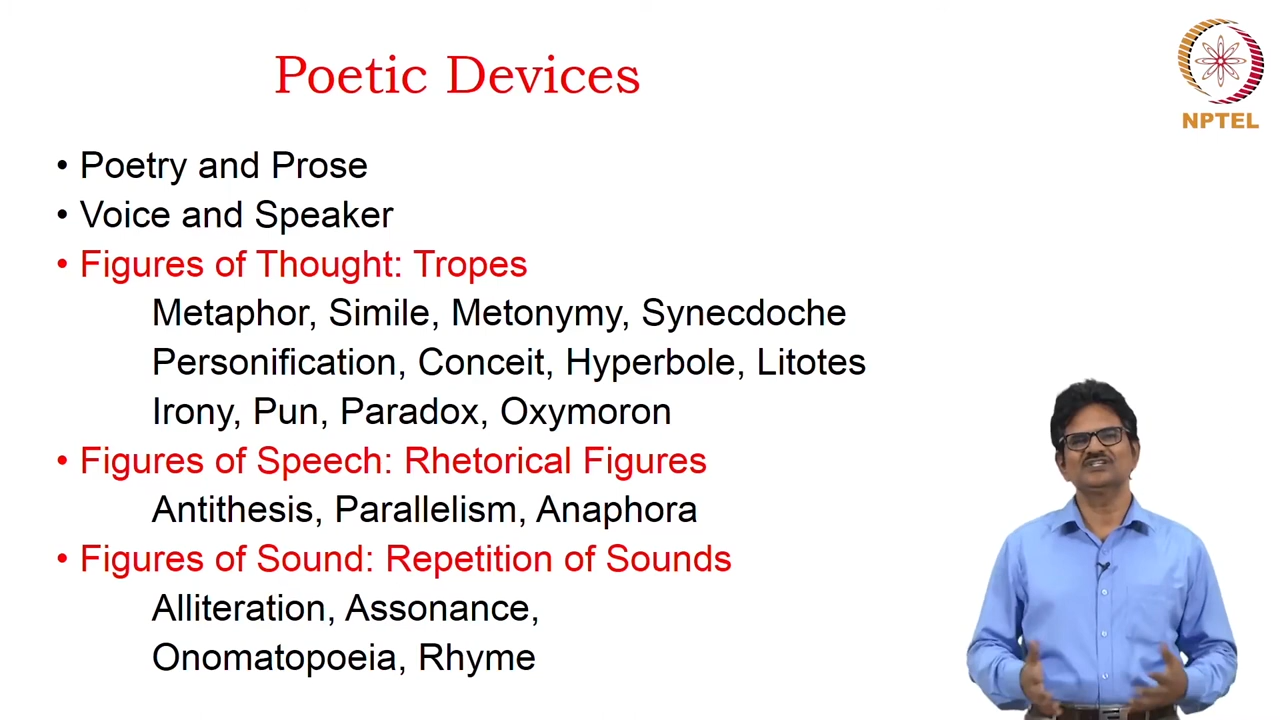 Poetic Devices
NPTEL
• Poetry and Prose
• Voice and Speaker
• Figures of Thought: Tropes
Metaphor, Simile, Metonymy, Synecdoche
Personification, Conceit, Hyperbole, Litotes
Irony, Pun, Paradox, Oxymoron
• Figures of Speech: Rhetorical Figures
Antithesis, Parallelism, Anaphora
• Figures of Sound: Repetition of Sounds
Alliteration, Assonance,
Onomatopoeia, Rhyme